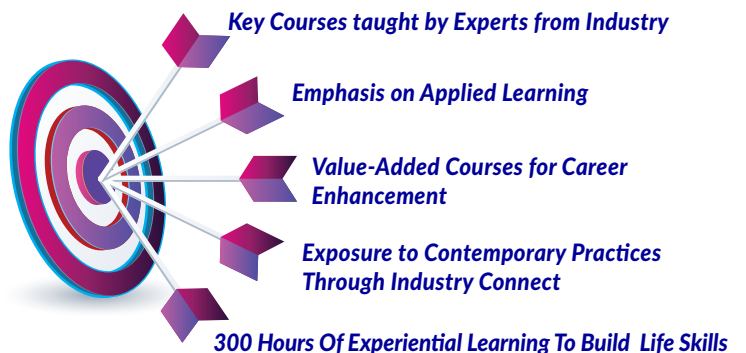 Key Courses taught by Experts from Industry
Emphasis on Applied Learning
Value-Added Courses for Career
Enhancement
Exposure to Contemporary Practices
Through Industry Connect
300 Hours Of Experiential Learning To Build Life Skills